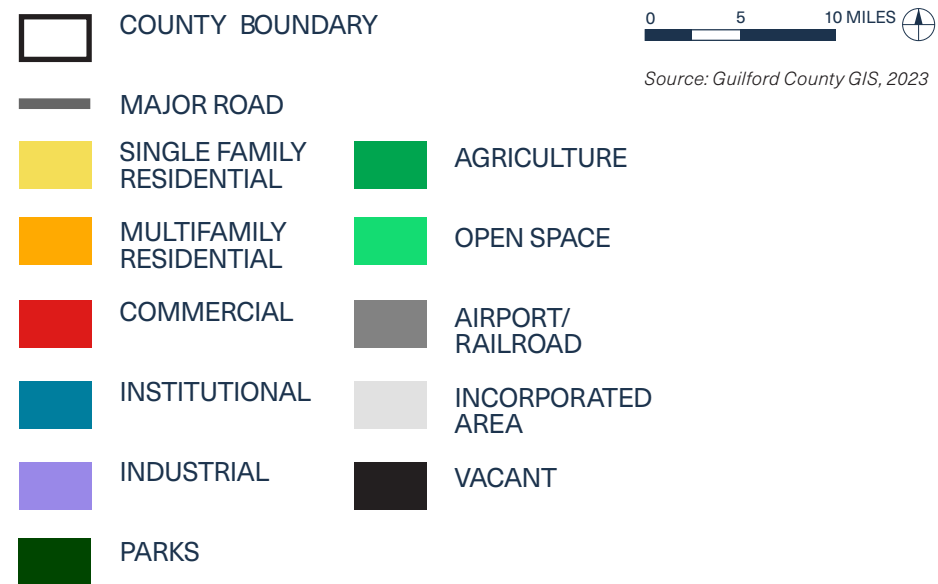 COUNTY BOUNDARY
MAJOR ROAD
SINGLE FAMILY
RESIDENTIAL
MULTIFAMILY
RESIDENTIAL
COMMERCIAL
INSTITUTIONAL
INDUSTRIAL
PARKS
AGRICULTURE
OPEN SPACE
AIRPORT/
RAILROAD
INCORPORATED
AREA
VACANT
0 5 10 MILES
Source: Guilford County GIS, 2023